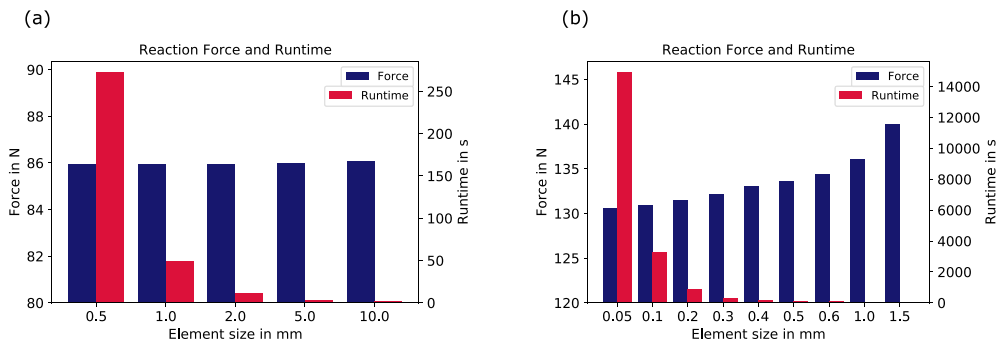 (a)
Reaction Force and Runtime
Force
Runtime
Force in N
90
88
86
84
82
80
Runtime in s
250
200
150
100
50
0
0.5 1.0 2.0 5.0 10.0
Element size in mm
(b)
Reaction Force and Runtime
Force
Runtime
Force in N
145
140
135
130
125
120
Runtime in s
14000
12000
10000
8000
6000
4000
2000
0
0.05 0.1 0.2 0.3 0.4 0.5 0.6 1.0 1.5
Element size in mm